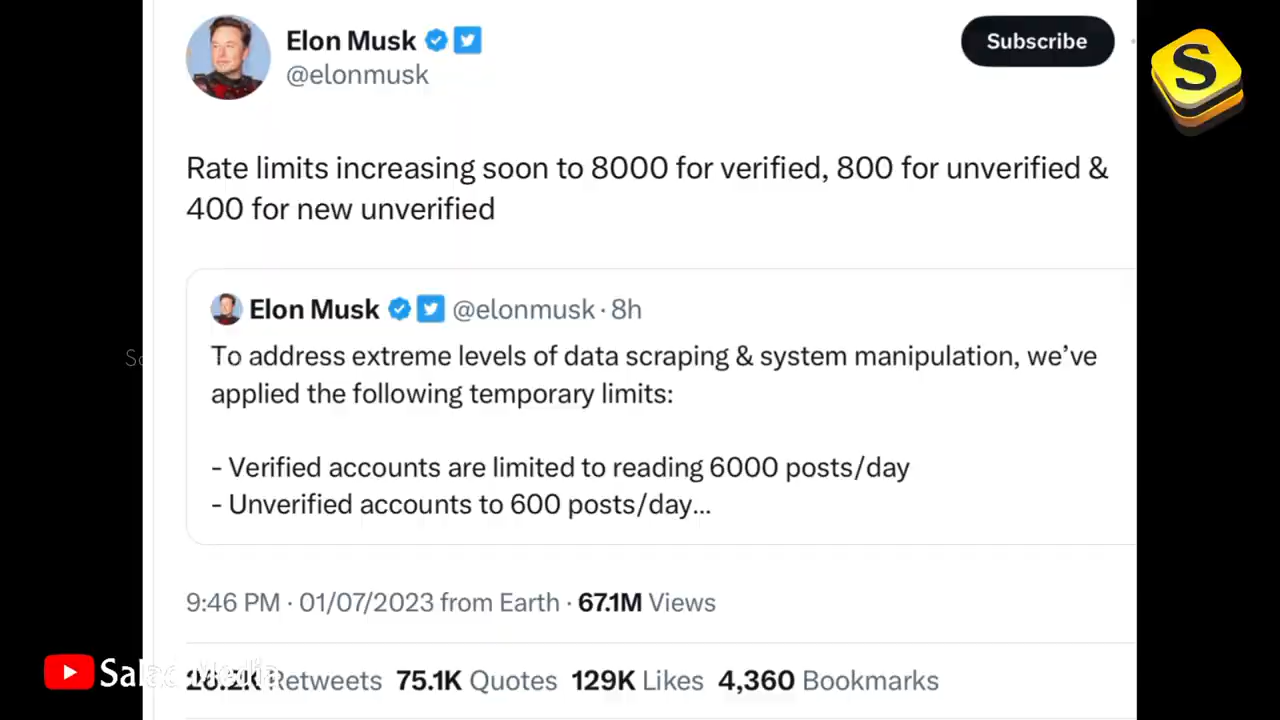 Elon Musk
Subscribe
@elonmusk
S
Rate limits increasing soon to 8000 for verified, 800 for unverified &
400 for new unverified
Elon Musk @elonmusk · 8h
To address extreme levels of data scraping & system manipulation, we’ve
applied the following temporary limits:
- Verified accounts are limited to reading 6000 posts/day
- Unverified accounts to 600 posts/day...
9:46 PM · 01/07/2023 from Earth · 67.1M Views
Retweets 75.1K Quotes 129K Likes 4,360 Bookmarks